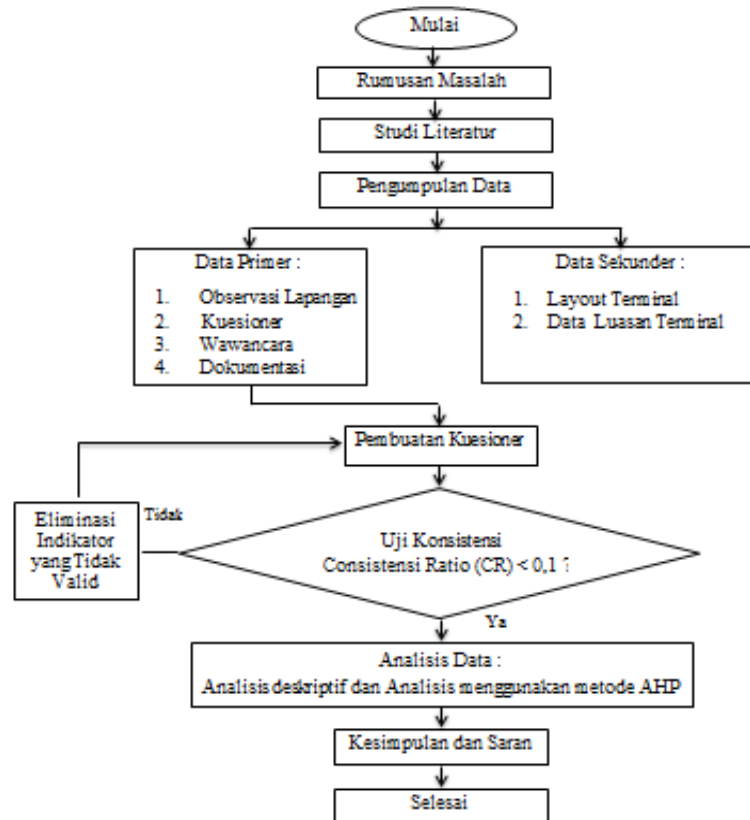 Mulai
Rumusan Masalah
Studi Literatur
Pengumpulan Data
Data Primer :
1. Observasi Lapangan
2. Kuesioner
3. Wawancara
4. Dokumentasi
Data Sekunder :
1. Layout Terminal
2. Data Luasan Terminal
Pembuatan Kuesioner
Eliminasi
Indikator
yang Tidak
Valid
Tidak
Uji Konsistensi
Consistensi Ratio (CR) < 0,1 ?
Ya
Analisis Data :
Analisis deskriptif dan Analisis menggunakan metode AHP
Kesimpulan dan Saran
Selesai